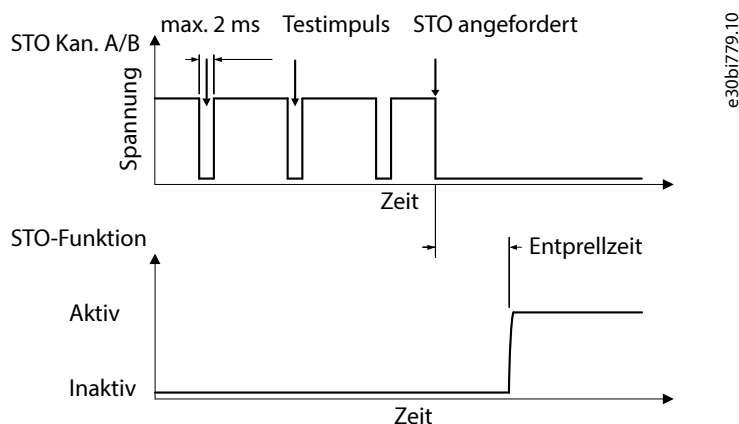 max. 2 ms
Testimpuls
STO angefordert
STO Kan. A/B
Spannung
Zeit
STO-Funktion
Entprellzeit
Aktiv
Inaktiv
Zeit
e30bi779.10